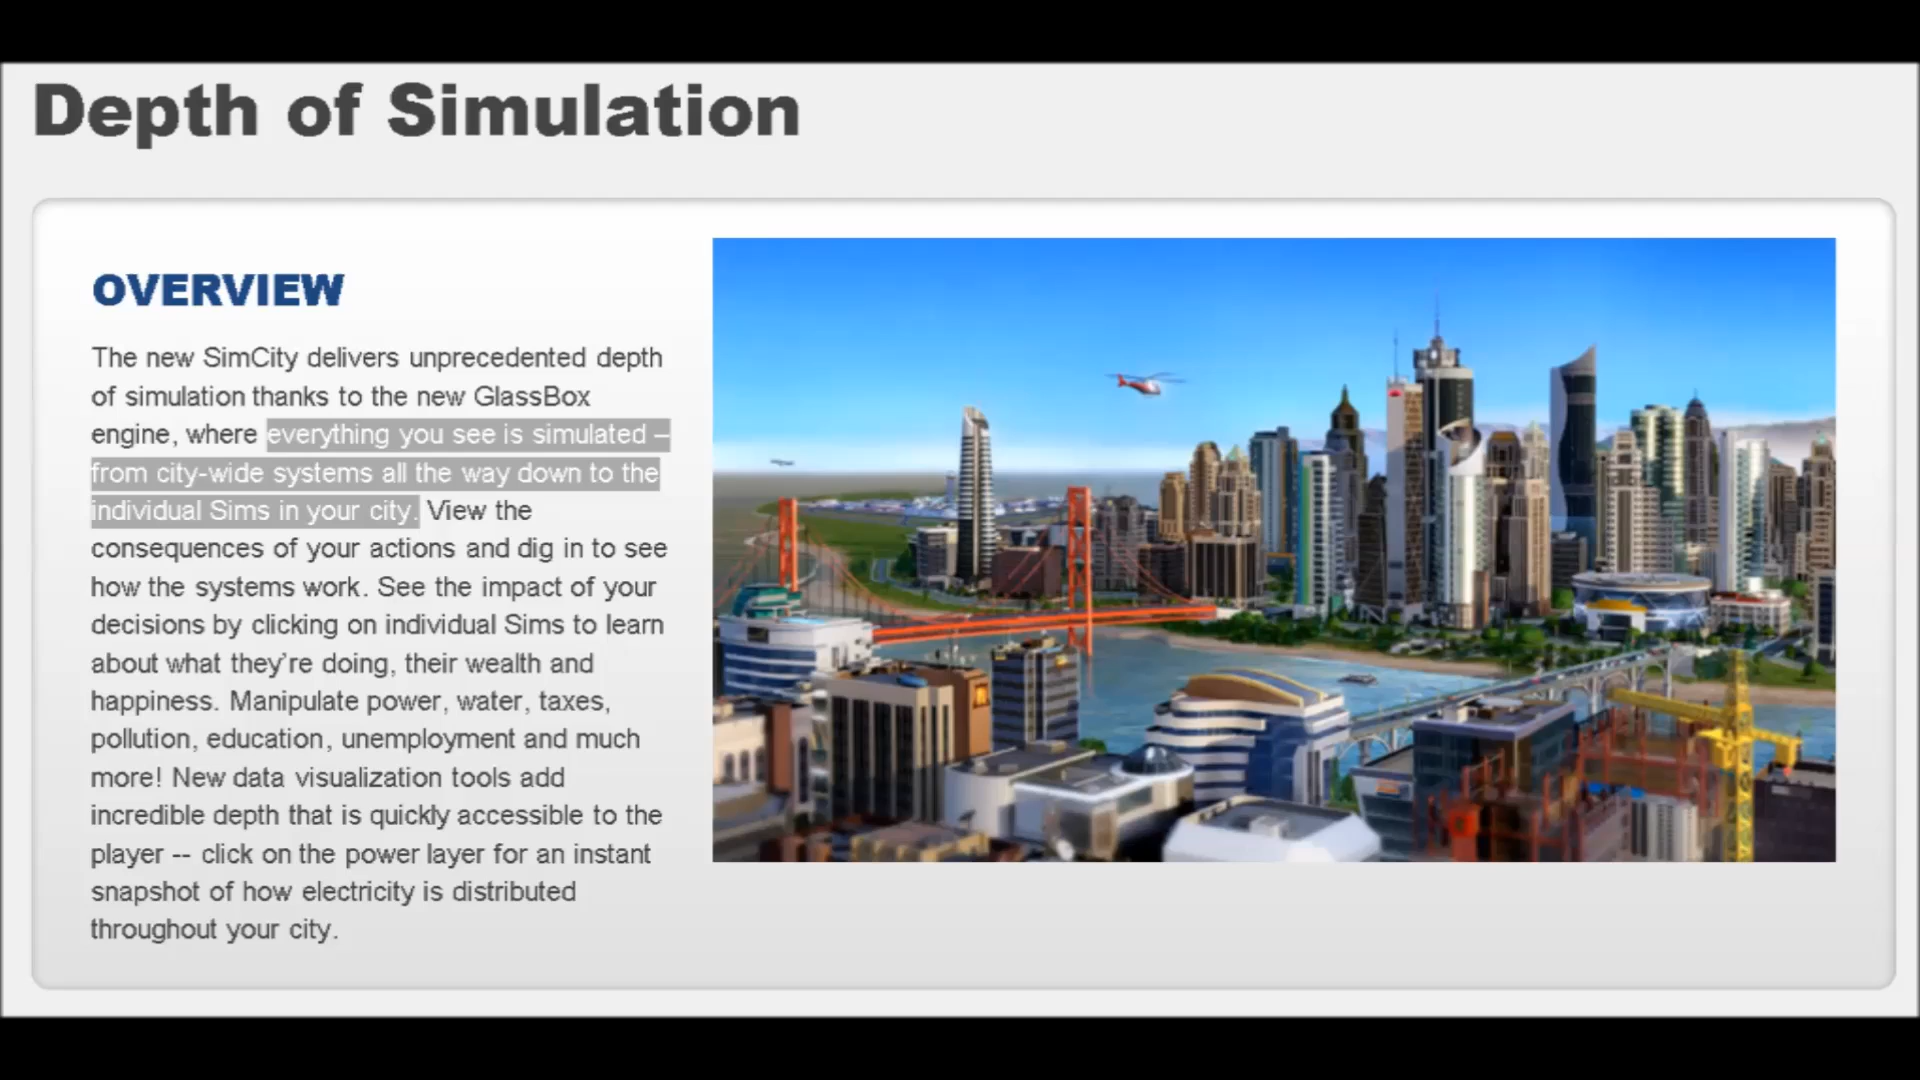 Depth of Simulation
OVERVIEW
The new SimCity delivers unprecedented depth
of simulation thanks to the new GlassBox
engine, where everything you see is simulated –
from city-wide systems all the way down to the
individual Sims in your city. View the
consequences of your actions and dig in to see
how the systems work. See the impact of your
decisions by clicking on individual Sims to learn
about what they’re doing, their wealth and
happiness. Manipulate power, water, taxes,
pollution, education, unemployment and much
more! New data visualization tools add
incredible depth that is quickly accessible to the
player -- click on the power layer for an instant
snapshot of how electricity is distributed
throughout your city.